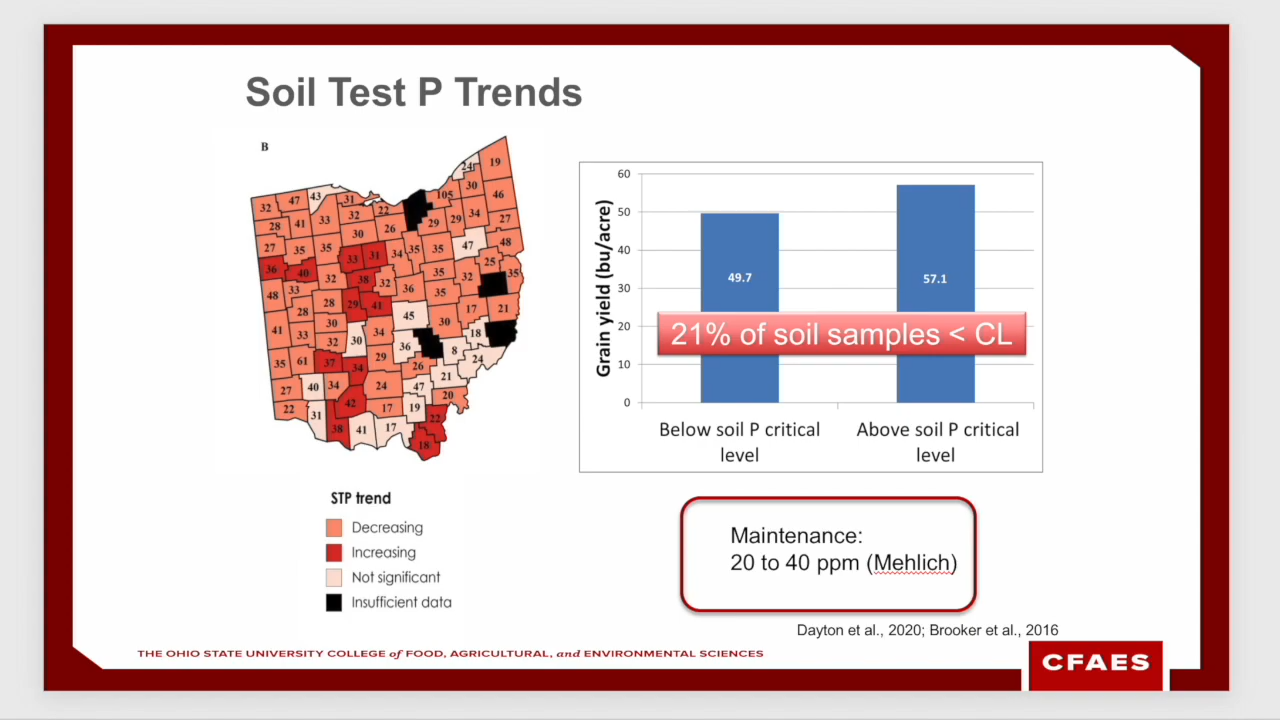 Soil Test P Trends
B
24 19
30
43 105 46
47 31
32 22
33 32 29 29 34 27
28 41 26
30
27 35 35 34 35 35 47 48
33 31
36 40 25
32 38 32 35 32 35
48 33 36
28 28 29 41 35 17 21
45
41 30 34 30
33 32 30 36 18
8 24
35 61 37 34 29 26
21
27 40 34 24 47
20
22 42 17 19
31 22
38 41 17
18
STP trend
Decreasing
Increasing
Not significant
Insufficient data
Grain yield (bu/acre)
60
50
40
30
20
10
0
49.7
57.1
21% of soil samples < CL
Below soil P critical
level
Above soil P critical
level
Maintenance:
20 to 40 ppm (Mehlich)
Dayton et al., 2020; Brooker et al., 2016
THE OHIO STATE UNIVERSITY COLLEGE of FOOD, AGRICULTURAL, and ENVIRONMENTAL SCIENCES
CFAES